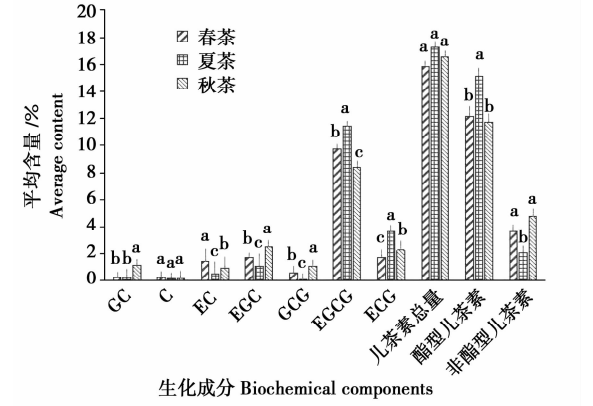 平均含量/%
Average content
20
18
16
14
12
10
8
6
4
2
0
春茶
夏茶
秋茶
b b a
a a a
a c b
b c a
b c a
b a c
c a b
a a a
b a b
a b a
GC
C
EC
EGC
GCG
EGCG
ECG
儿茶素总量
酯型儿茶素
非酯型儿茶素
生化成分 Biochemical components